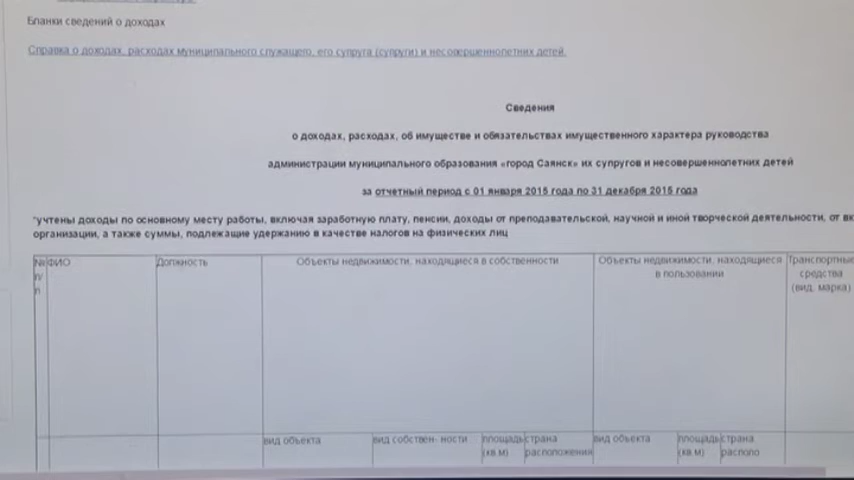 Бланки сведений о доходах
Справка о доходах, расходах муниципального служащего, его супруга (супруги) и несовершеннолетних детей.
Сведения
о доходах, расходах, об имуществе и обязательствах имущественного характера руководства
администрации муниципального образования «город Саянск» их супругов и несовершеннолетних детей
за отчетный период с 01 января 2015 года по 31 декабря 2015 года
*учтены доходы по основному месту работы, включая заработную плату, пенсии, доходы от преподавательской, научной и иной творческой деятельности, от вк
организации, а также суммы, подлежащие удержанию в качестве налогов на физических лиц
№ ФИО Должность Объекты недвижимости, находящиеся в собственности Объекты недвижимости, находящиеся Транспортные
п/ в пользовании средства
п (вид, марка)
вид объекта вид собствен- ности площадь страна вид объекта площадь страна
(кв.м) расположения (кв.м) располо